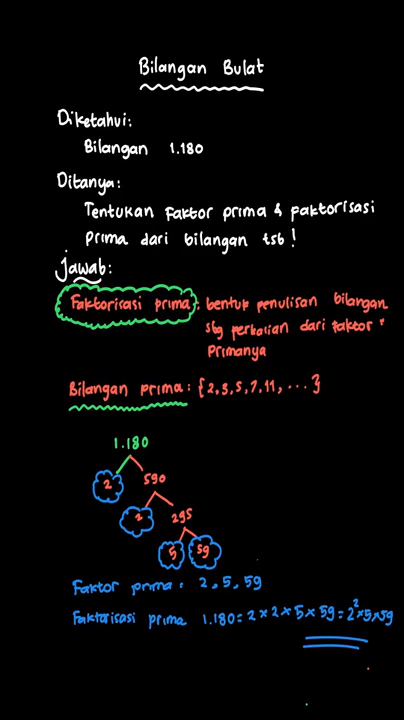 Bilangan Bulat
Diketahui:
Bilangan 1.180
Ditanya:
Tentukan faktor prima & faktorisasi
prima dari bilangan tsb!
Jawab:
Faktorisasi prima: bentuk penulisan bilangan
sbg perkalian dari faktor"
primanya
Bilangan prima: {2,3,5,7,11, ...}
1.180
2 590
2 295
5 59
Faktor prima: 2, 5, 59
Faktorisasi prima 1.180 = 2 × 2 × 5 × 59 = 2² × 5 × 59